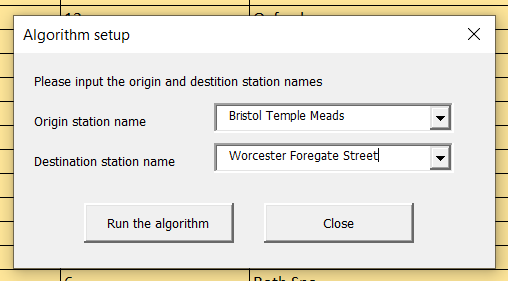 Algorithm setup
Please input the origin and destition station names
Origin station name
Bristol Temple Meads
Destination station name
Worcester Foregate Street
Run the algorithm
Close